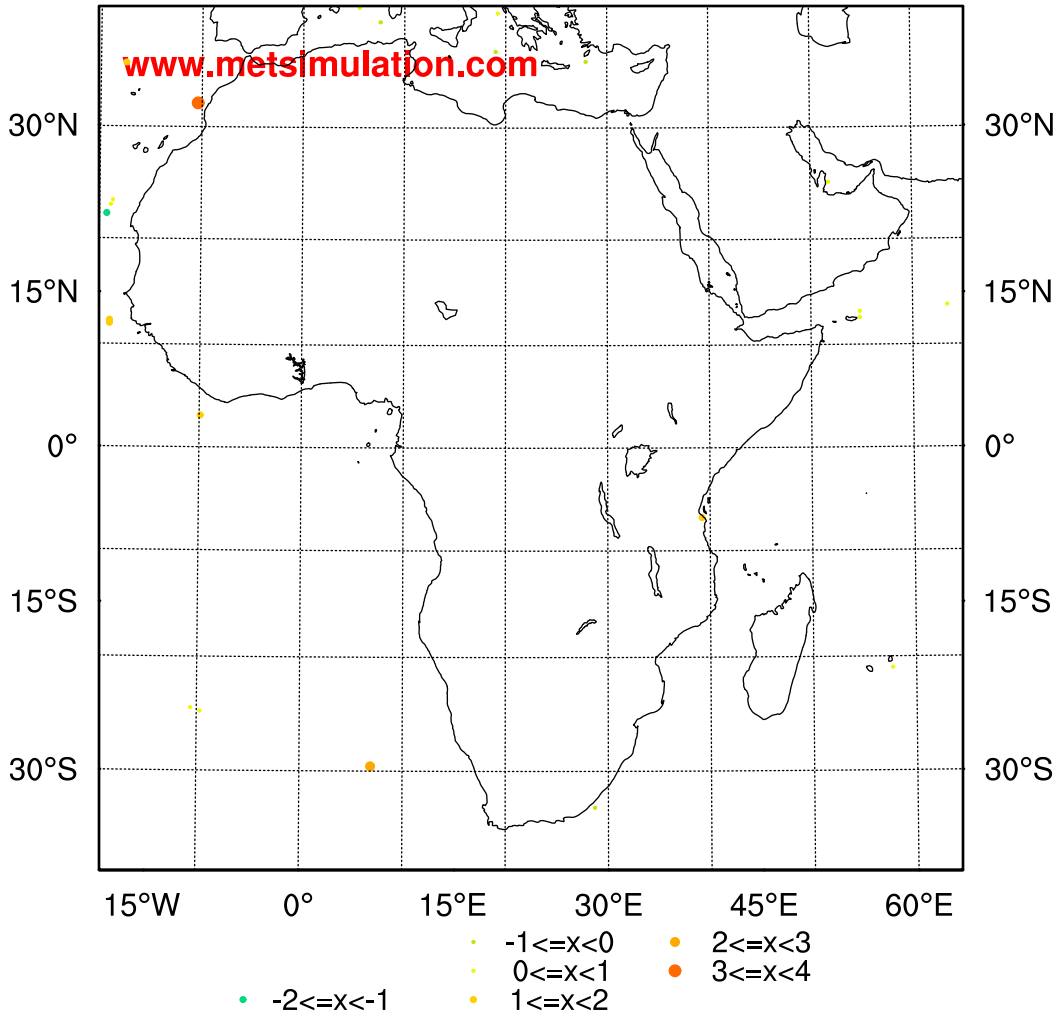 www.metsimulation.com
30°N 30°N
15°N 15°N
0° 0°
15°S 15°S
30°S 30°S
15°W 0° 15°E 30°E 45°E 60°E
-1<=x<0 2<=x<3
0<=x<1 3<=x<4
-2<=x<-1 1<=x<2